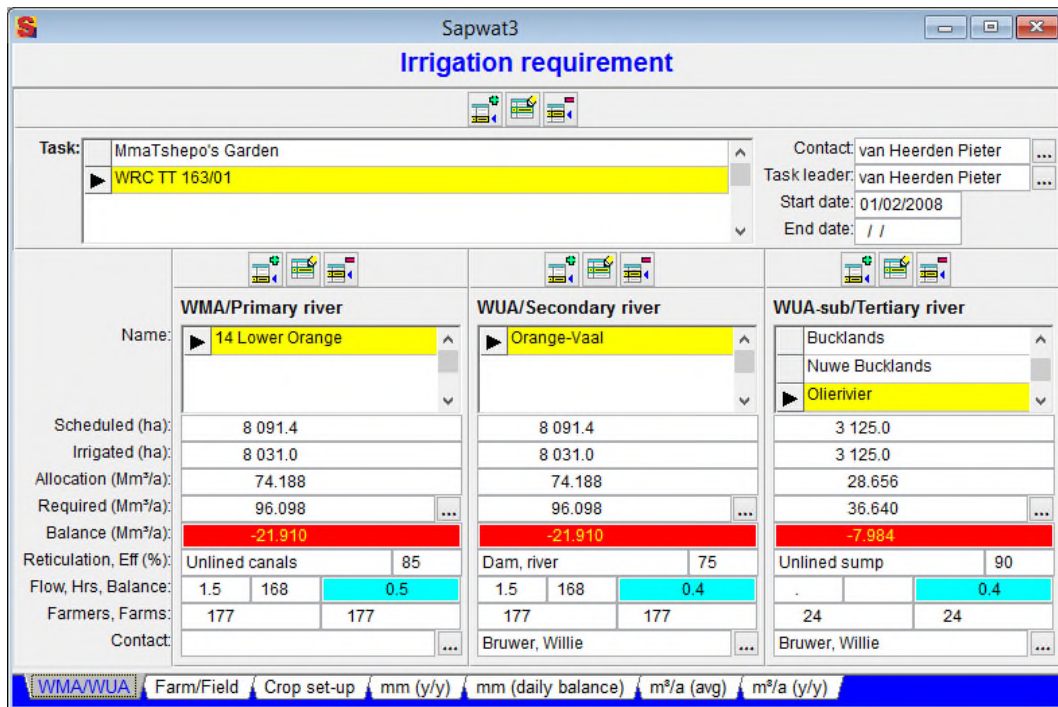 Sapwat3
Irrigation requirement
Task: MmaTshepo's Garden
WRC TT 163/01
Contact: van Heerden Pieter ...
Task leader: van Heerden Pieter ...
Start date: 01/02/2008
End date: / /
WMA/Primary river WUA/Secondary river WUA-sub/Tertiary river
Name: 14 Lower Orange Orange-Vaal Bucklands
Nuwe Bucklands
Olierivier
Scheduled (ha): 8 091.4 8 091.4 3 125.0
Irrigated (ha): 8 031.0 8 031.0 3 125.0
Allocation (Mm³/a): 74.188 74.188 28.656
Required (Mm³/a): 96.098 ... 96.098 ... 36.640 ...
Balance (Mm³/a): -21.910 -21.910 -7.984
Reticulation, Eff (%): Unlined canals 85 Dam, river 75 Unlined sump 90
Flow, Hrs, Balance: 1.5 168 0.5 1.5 168 0.4 . 0.4
Farmers, Farms: 177 177 177 177 24 24
Contact: ... Bruwer, Willie ... Bruwer, Willie ...
WMA/WUA Farm/Field Crop set-up mm (y/y) mm (daily balance) m³/a (avg) m³/a (y/y)